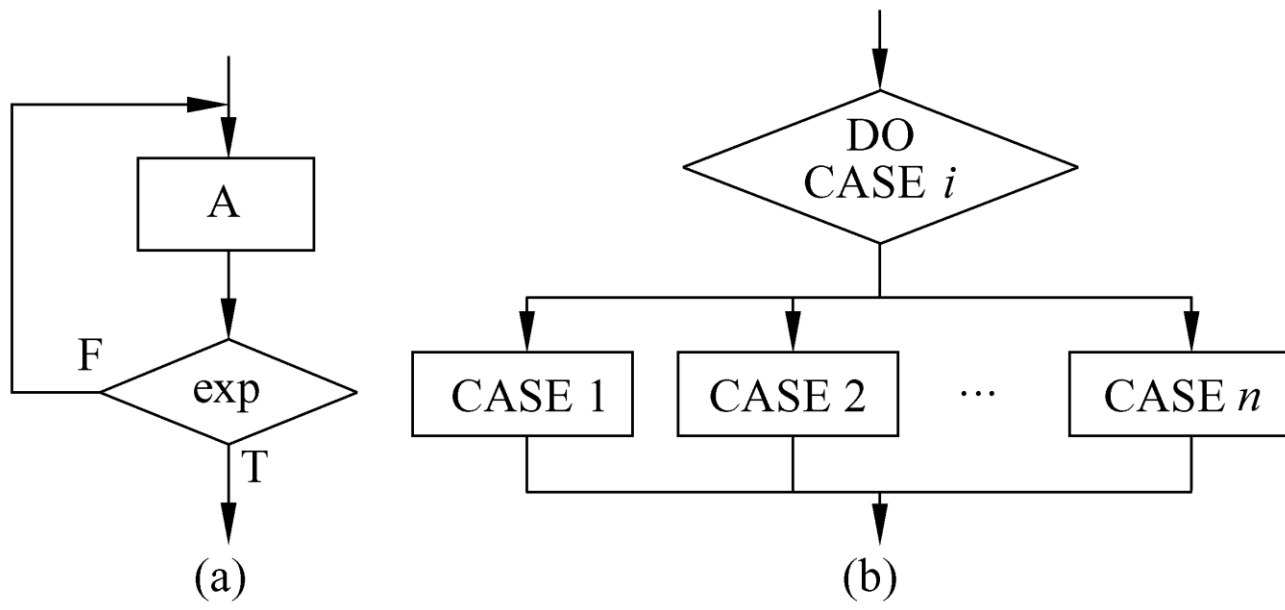 A
F
exp
T
(a)
DO
CASE i
CASE 1
CASE 2
···
CASE n
(b)